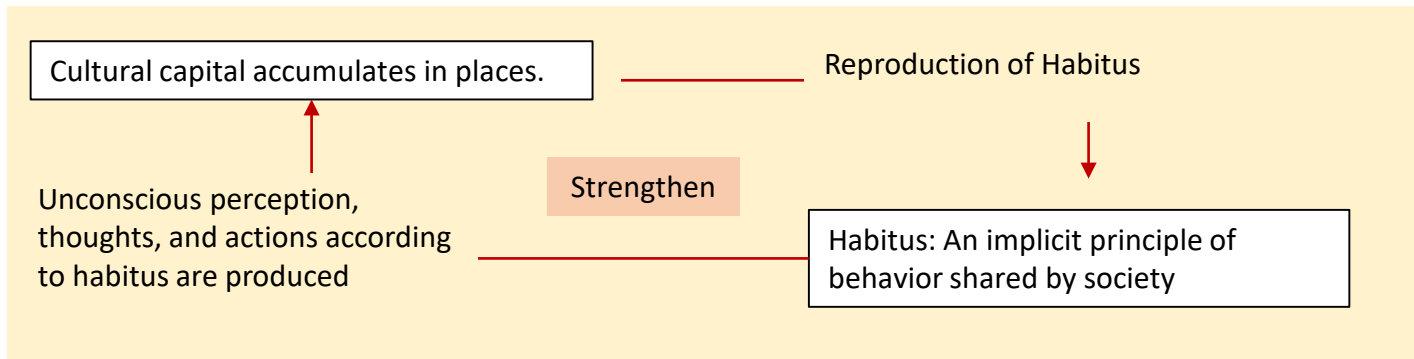 Cultural capital accumulates in places.
Reproduction of Habitus
Strengthen
Unconscious perception,
thoughts, and actions according
to habitus are produced
Habitus: An implicit principle of
behavior shared by society